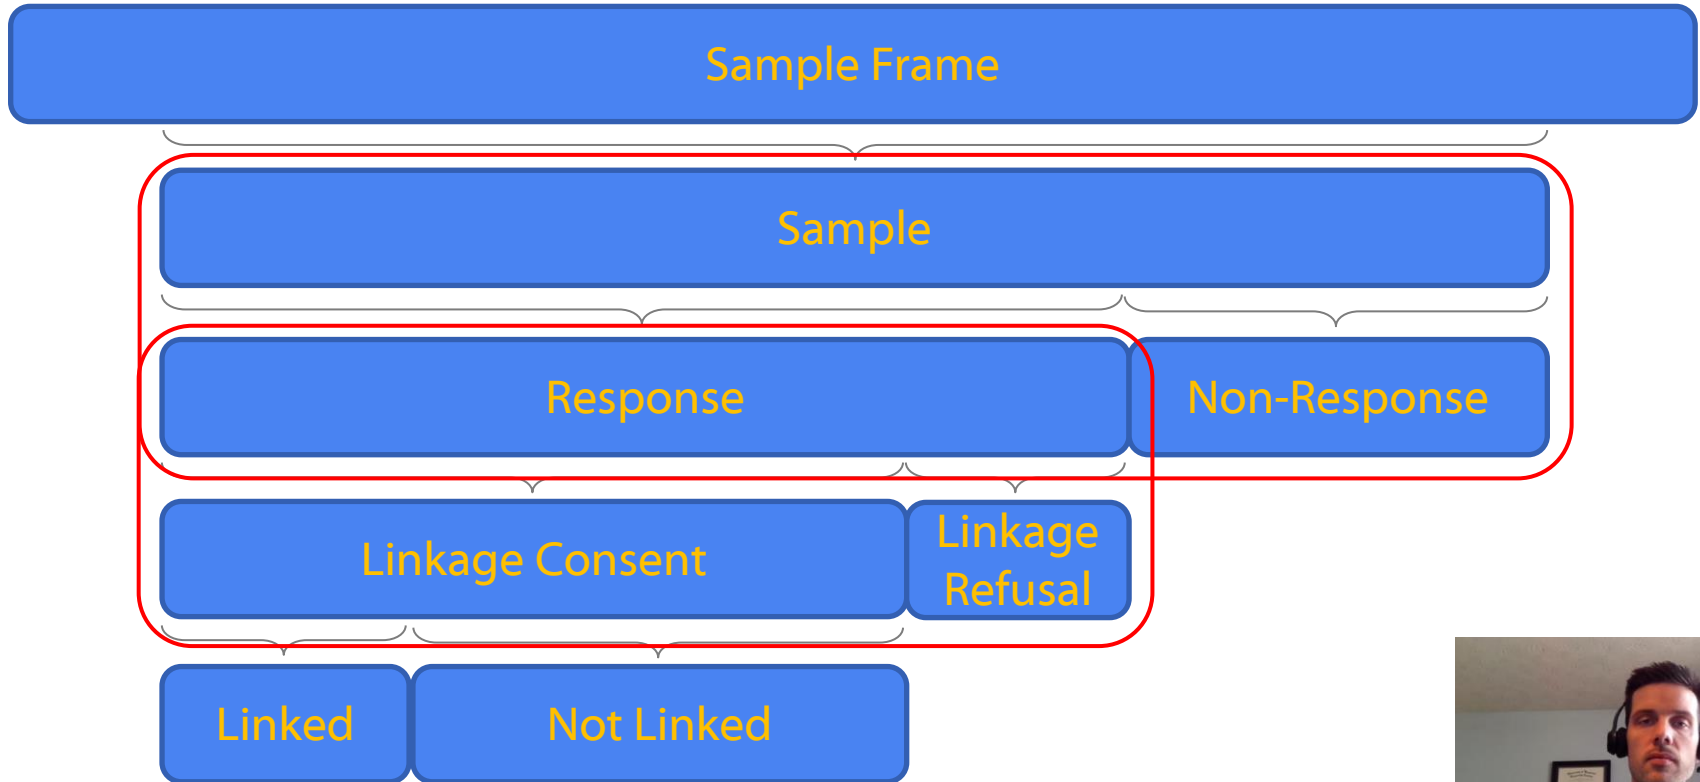 Sample Frame
Sample
Response
Non-Response
Linkage Consent
Linkage
Refusal
Linked
Not Linked